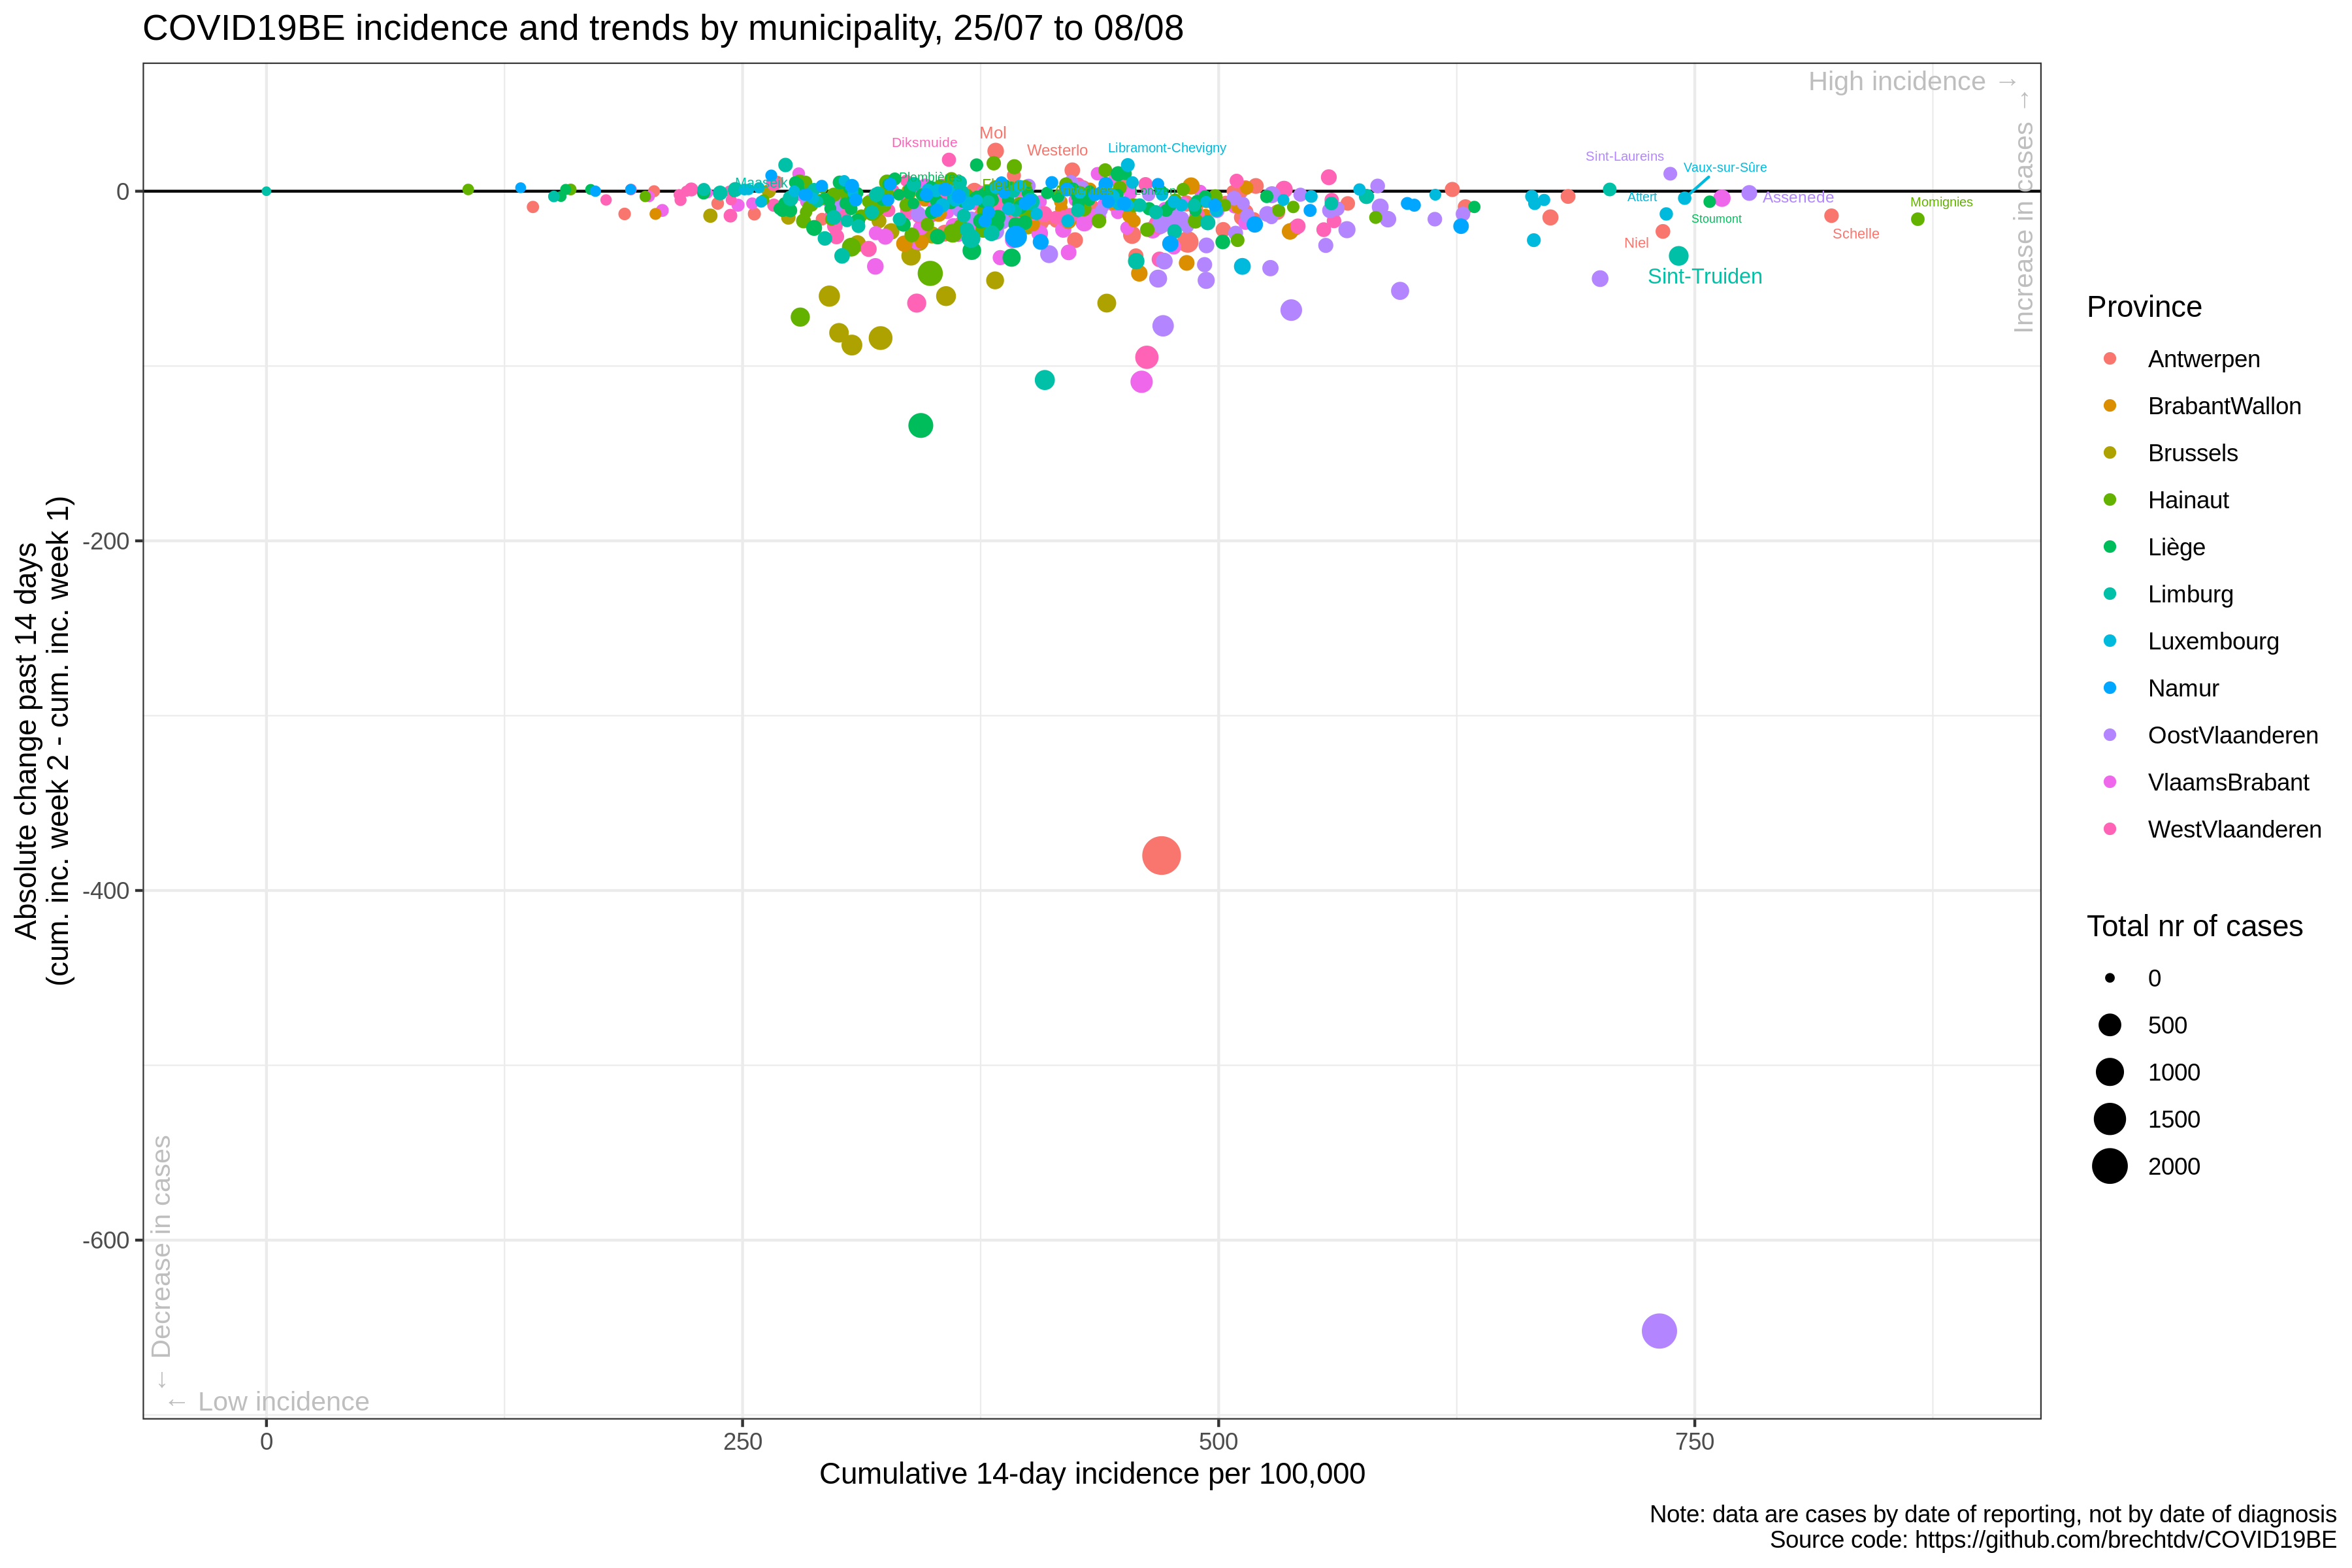 COVID19BE incidence and trends by municipality, 25/07 to 08/08
High incidence →
Increase in cases →
Mol
Diksmuide
Westerlo
Libramont-Chevigny
Sint-Laureins
Vaux-sur-Sûre
Maaseik
Plombières
Attert
Assenede
Momignies
Stoumont
Schelle
Niel
Sint-Truiden
0
-200
-400
-600
Absolute change past 14 days
(cum. inc. week 2 - cum. inc. week 1)
← Decrease in cases
← Low incidence
0
250
500
750
Cumulative 14-day incidence per 100,000
Province
Antwerpen
BrabantWallon
Brussels
Hainaut
Liège
Limburg
Luxembourg
Namur
OostVlaanderen
VlaamsBrabant
WestVlaanderen
Total nr of cases
0
500
1000
1500
2000
Note: data are cases by date of reporting, not by date of diagnosis
Source code: https://github.com/brechtdv/COVID19BE